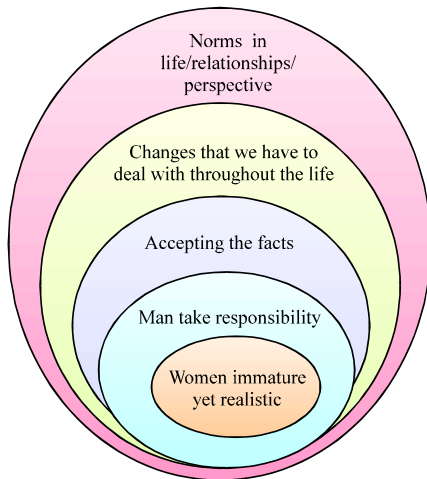 Norms in
life/relationships/
perspective
Changes that we have to
deal with throughout the life
Accepting the facts
Man take responsibility
Women immature
yet realistic